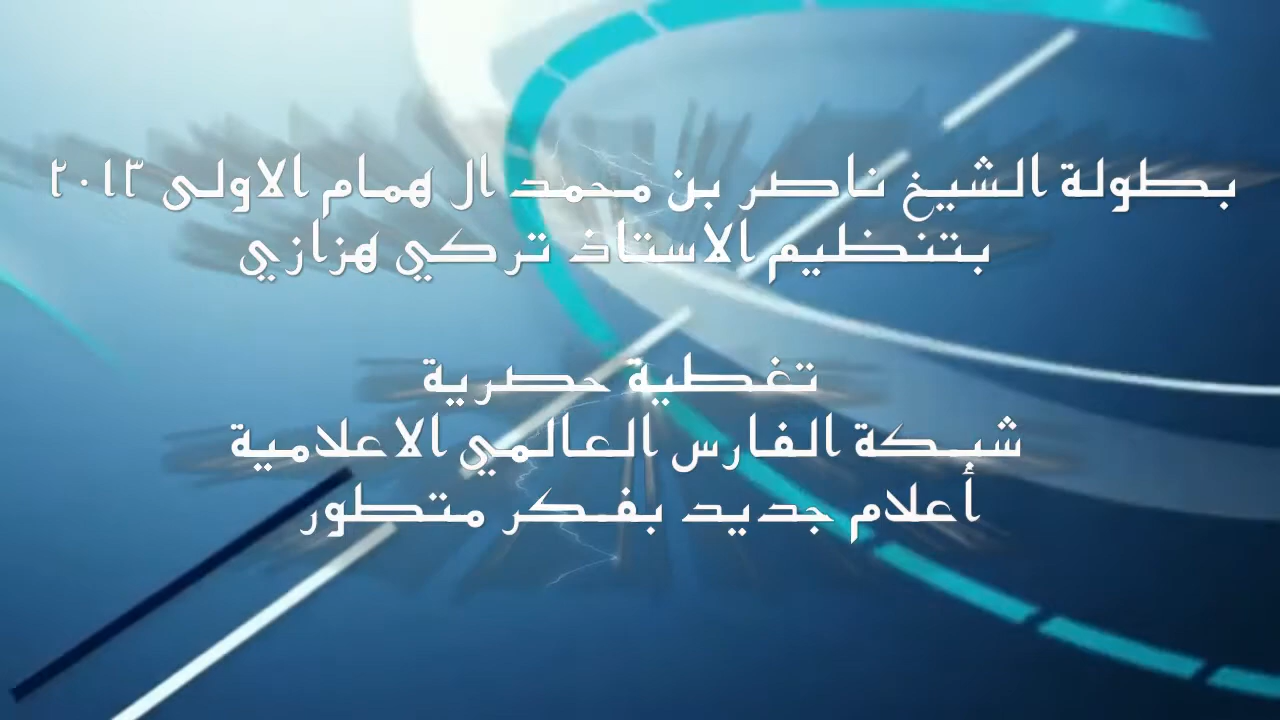 بطولة الشيخ ناصر بن محمد ال همام الاولى ٢٠١٣
بتنظيم الاستاذ تركي هزازي
تغطية حصرية
شبكة الفارس العالمي الاعلامية
أعلام جديد بفكر متطور